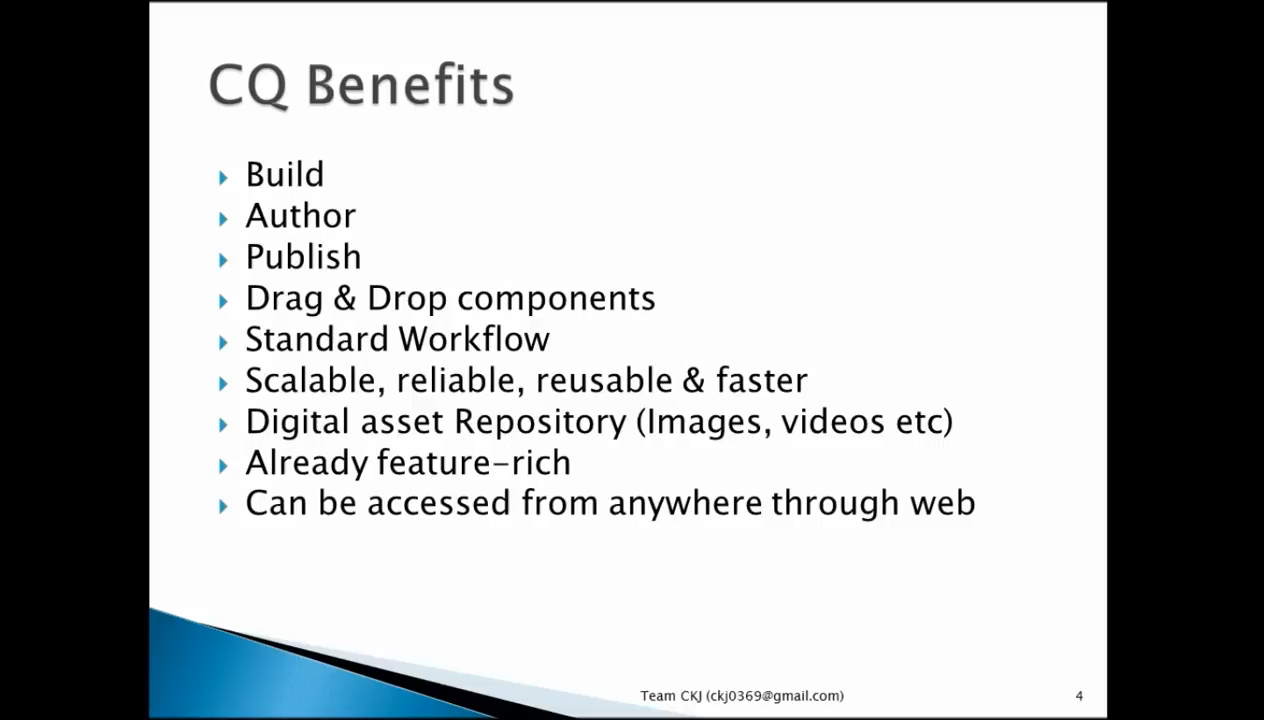 CQ Benefits
Build
Author
Publish
Drag & Drop components
Standard Workflow
Scalable, reliable, reusable & faster
Digital asset Repository (Images, videos etc)
Already feature-rich
Can be accessed from anywhere through web
Team CKJ (ckj0369@gmail.com)
4